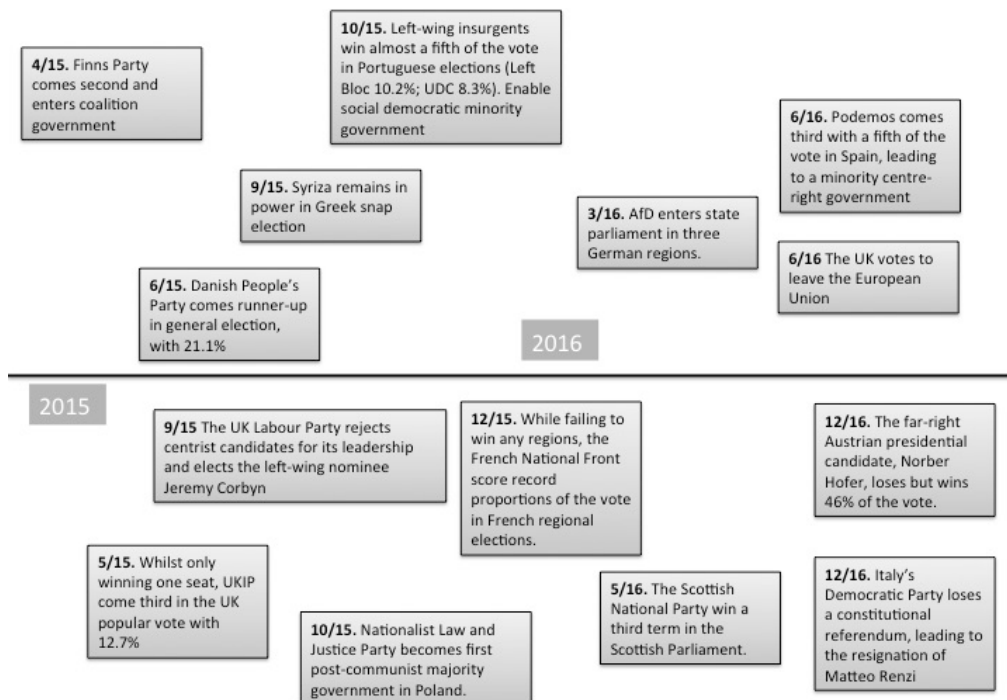 4/15. Finns Party
comes second and
enters coalition
government
10/15. Left-wing insurgents
win almost a fifth of the vote
in Portuguese elections (Left
Bloc 10.2%; UDC 8.3%). Enable
social democratic minority
government
6/16. Podemos comes
third with a fifth of the
vote in Spain, leading
to a minority centre-
right government
9/15. Syriza remains in
power in Greek snap
election
3/16. AfD enters state
parliament in three
German regions.
6/16 The UK votes to
leave the European
Union
6/15. Danish People's
Party comes runner-up
in general election,
with 21.1%
2016
2015
9/15 The UK Labour Party rejects
centrist candidates for its leadership
and elects the left-wing nominee
Jeremy Corbyn
12/15. While failing to
win any regions, the
French National Front
score record
proportions of the vote
in French regional
elections.
12/16. The far-right
Austrian presidential
candidate, Norber
Hofer, loses but wins
46% of the vote.
5/15. Whilst only
winning one seat, UKIP
come third in the UK
popular vote with
12.7%
10/15. Nationalist Law and
Justice Party becomes first
post-communist majority
government in Poland.
5/16. The Scottish
National Party win a
third term in the
Scottish Parliament.
12/16. Italy's
Democratic Party loses
a constitutional
referendum, leading to
the resignation of
Matteo Renzi